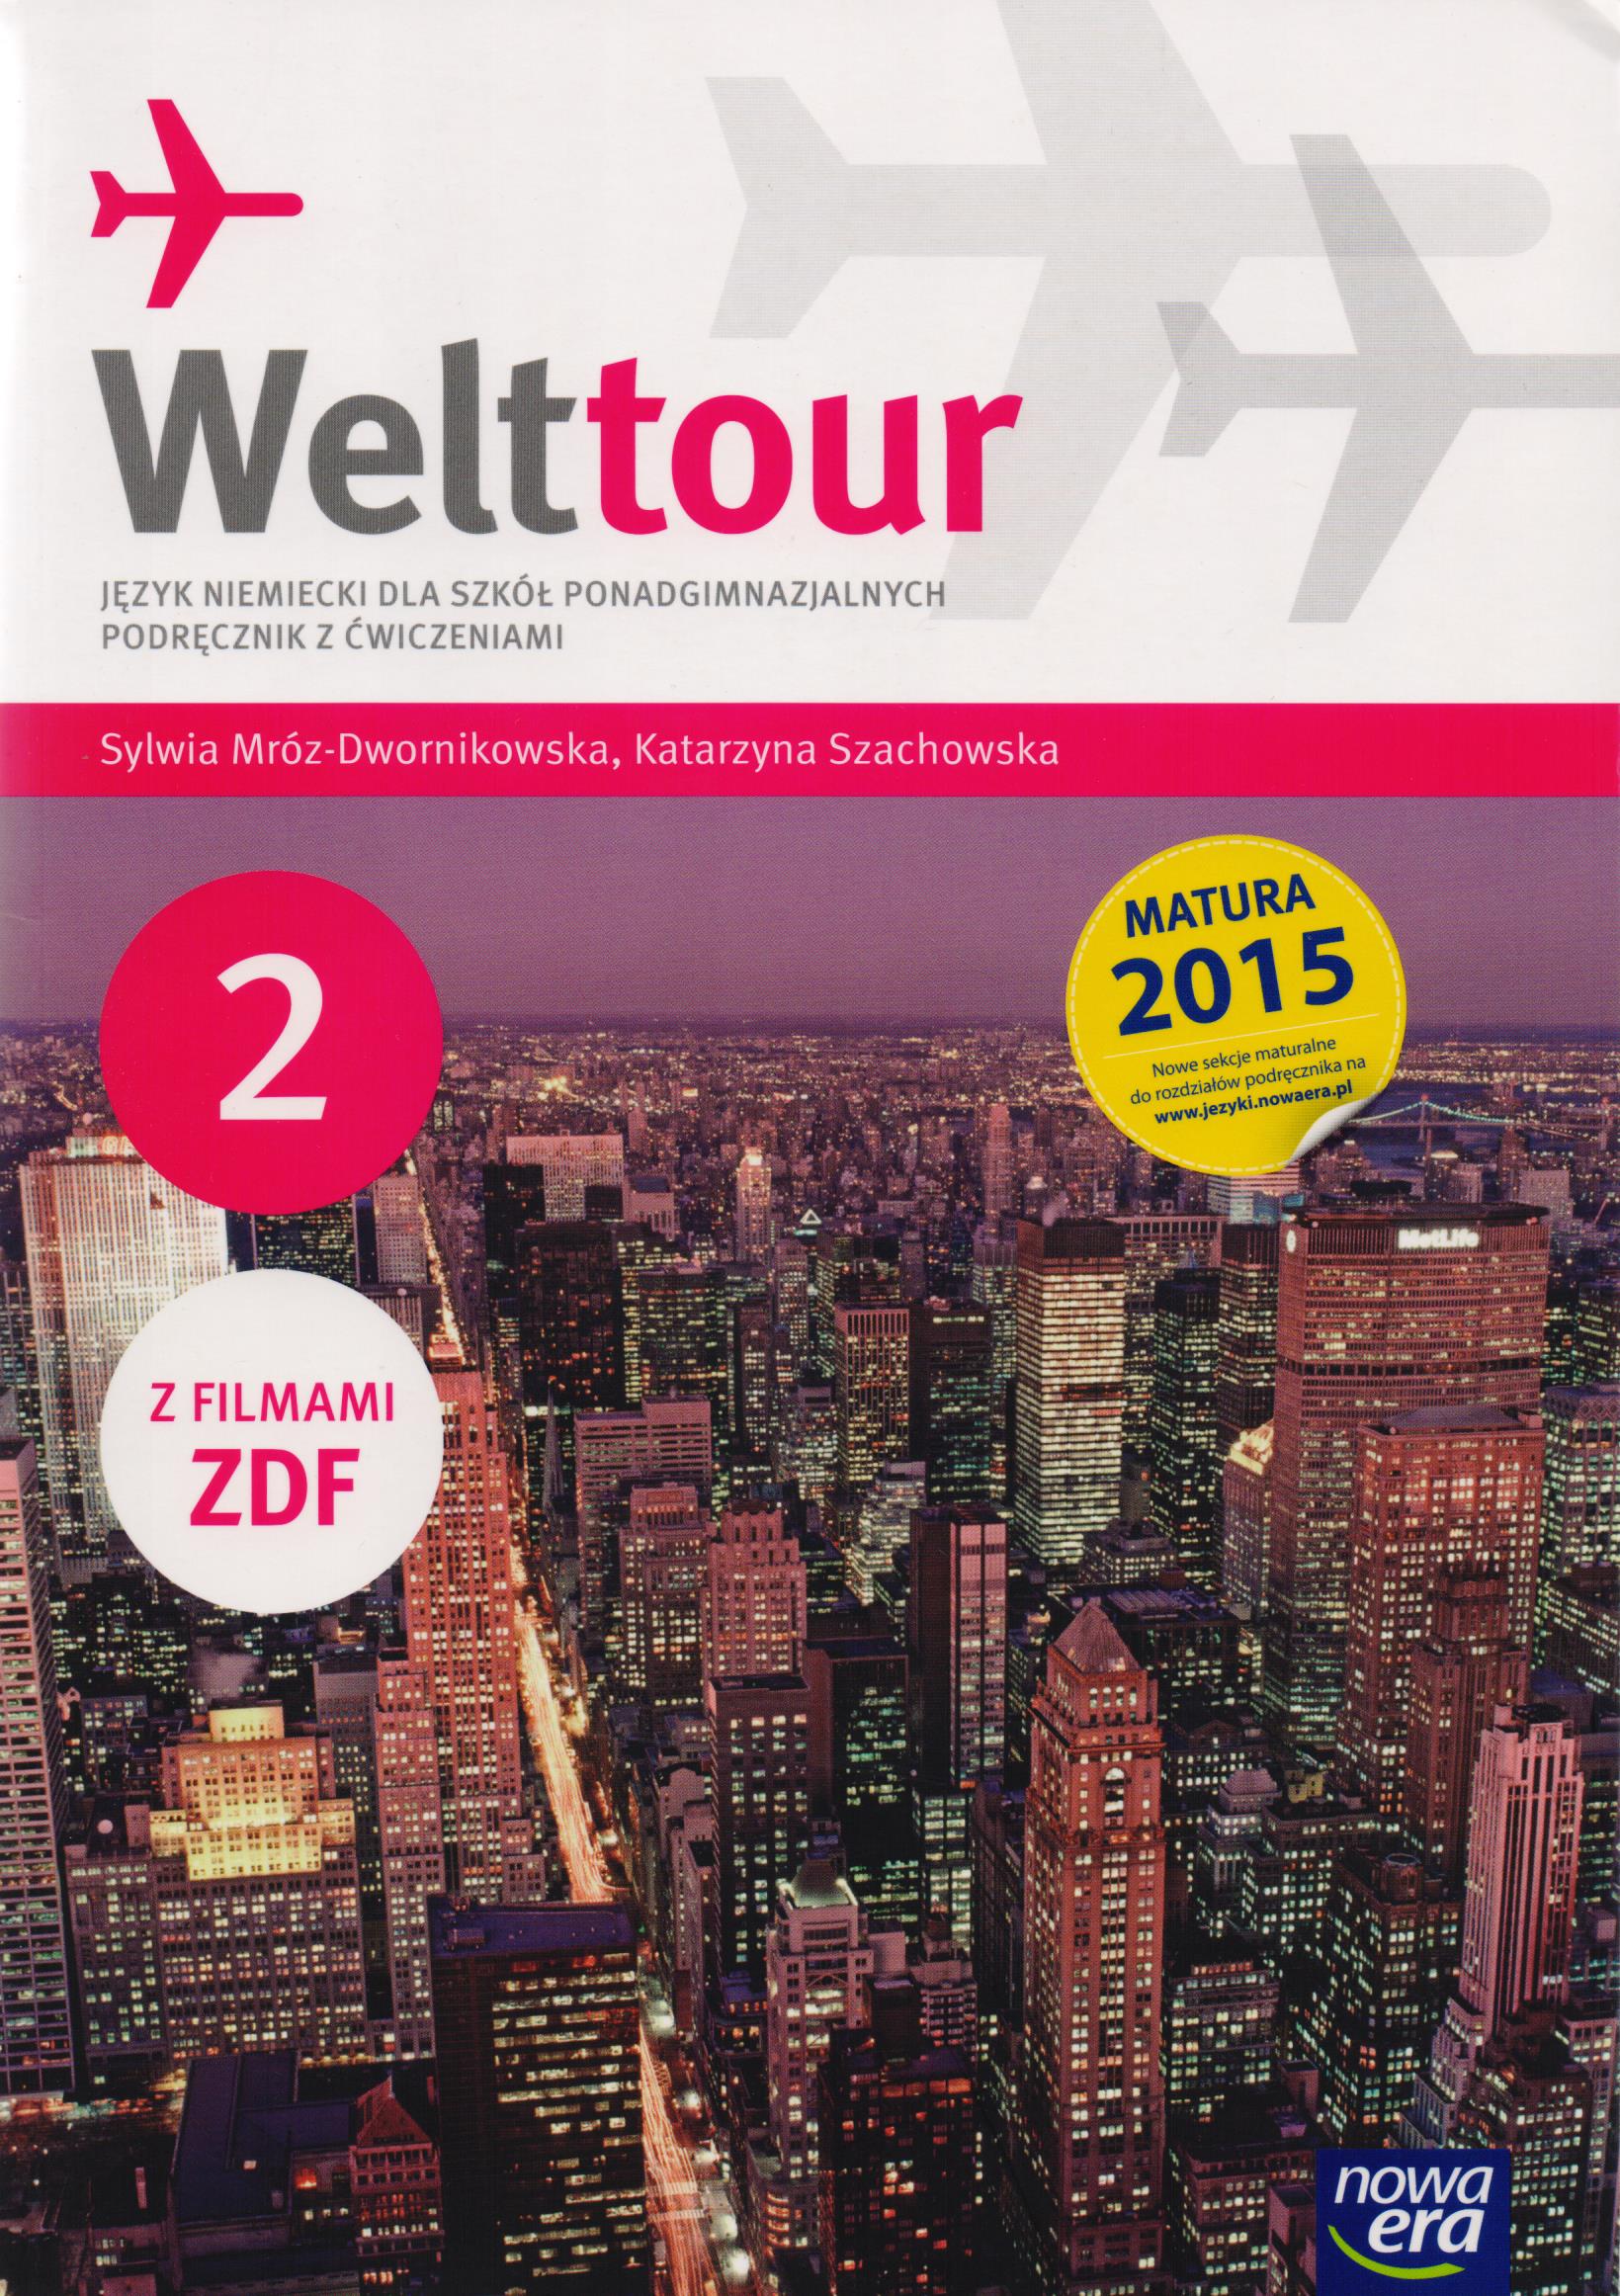 Welttour
JĘZYK NIEMIECKI DLA SZKÓŁ PONADGIMNAZJALNYCH
PODRĘCZNIK Z ĆWICZENIAMI
Sylwia Mróz-Dwornikowska, Katarzyna Szachowska
2
MATURA
2015
Nowe sekcje maturalne
do rozdziałów podręcznika na
www.jezyki.nowaera.pl
MetLife
Z FILMAMI
ZDF
nowa
era